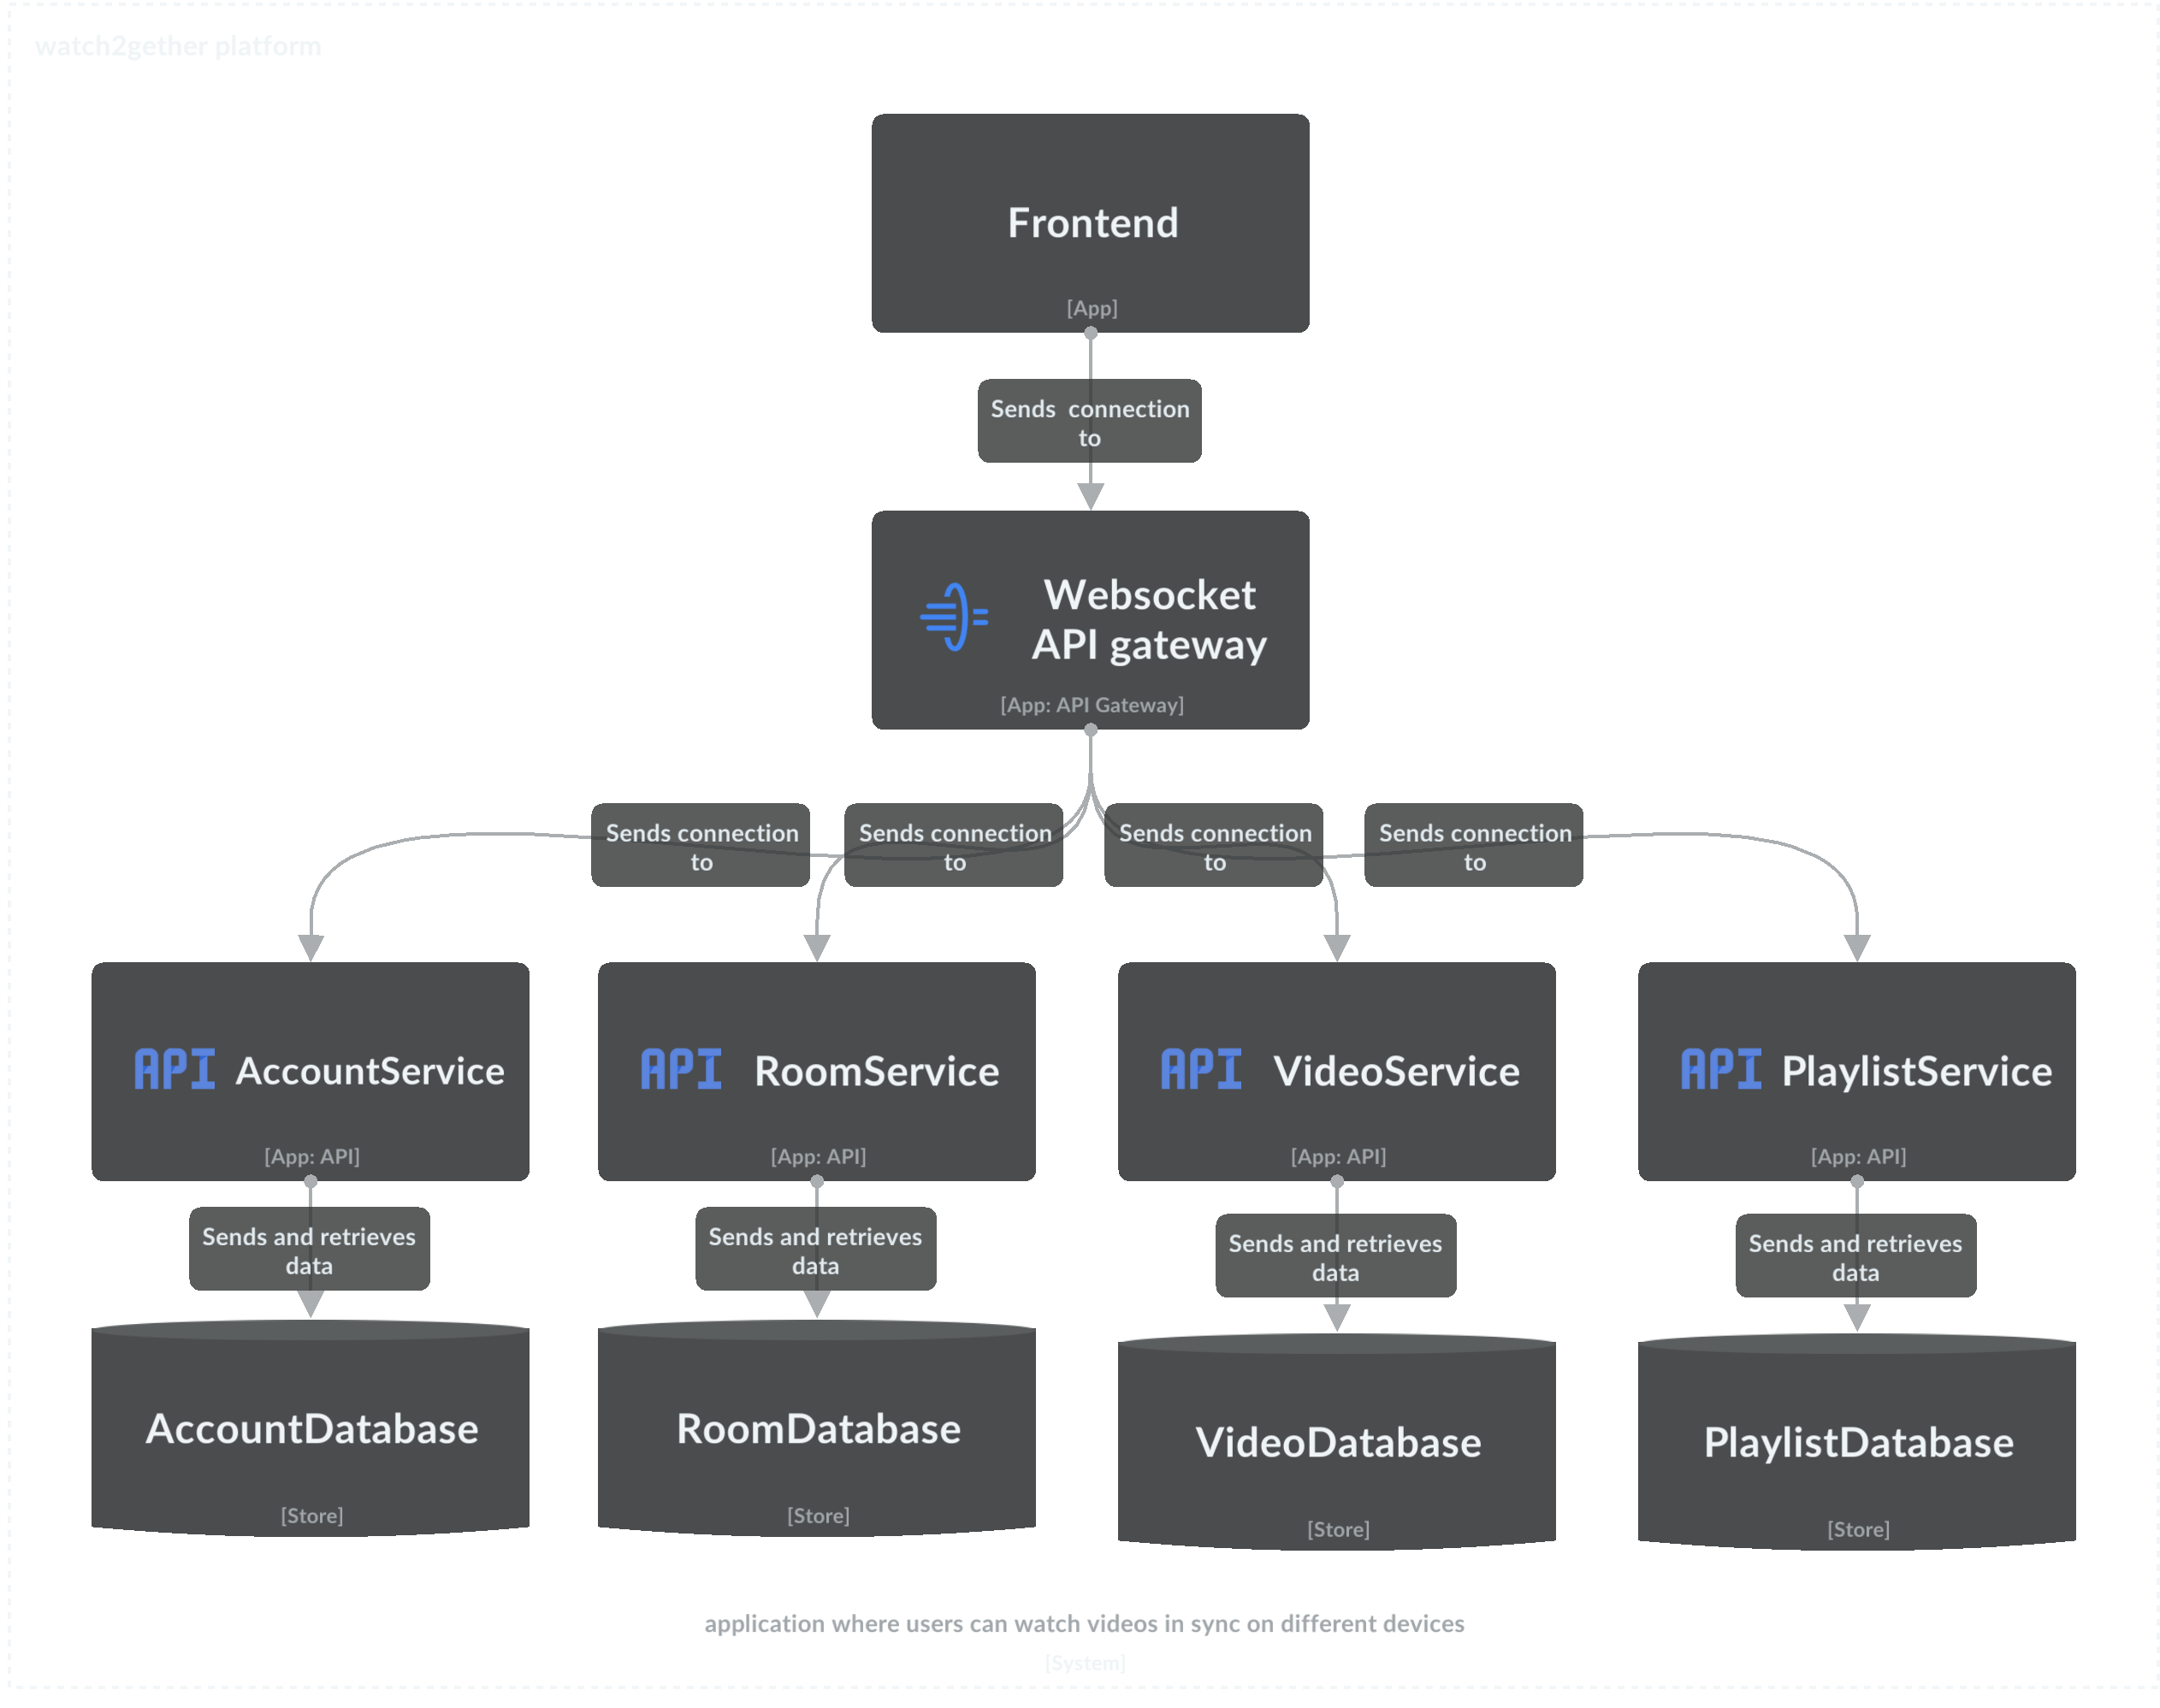 watch2gether platform
Frontend
[App]
Sends connection
to
Websocket
API gateway
[App: API Gateway]
Sends connection
to
Sends connection
to
Sends connection
to
Sends connection
to
API AccountService
[App: API]
API RoomService
[App: API]
API VideoService
[App: API]
API PlaylistService
[App: API]
Sends and retrieves
data
Sends and retrieves
data
Sends and retrieves
data
Sends and retrieves
data
AccountDatabase
[Store]
RoomDatabase
[Store]
VideoDatabase
[Store]
PlaylistDatabase
[Store]
application where users can watch videos in sync on different devices
[System]